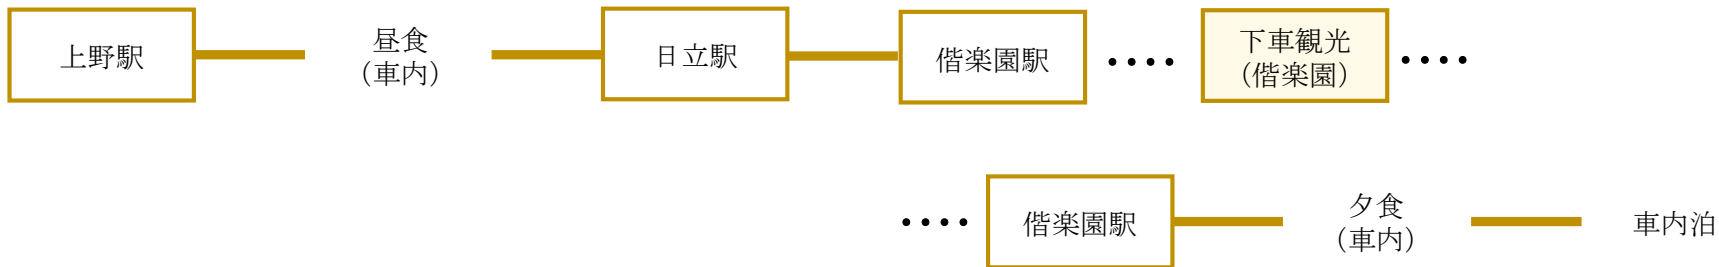 上野駅
昼食
（車内）
日立駅
偕楽園駅
････
下車観光
（偕楽園）
････
････
偕楽園駅
夕食
（車内）
車内泊